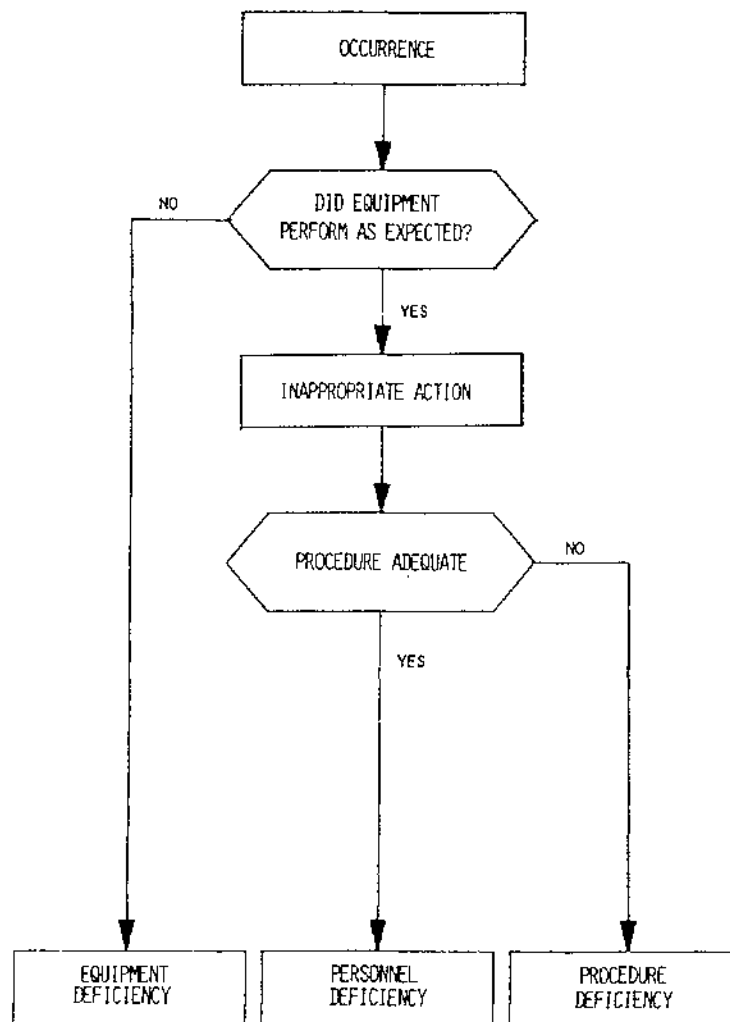 OCCURRENCE
NO
DID EQUIPMENT
PERFORM AS EXPECTED?
YES
INAPPROPRIATE ACTION
PROCEDURE ADEQUATE
NO
YES
EQUIPMENT
DEFICIENCY
PERSONNEL
DEFICIENCY
PROCEDURE
DEFICIENCY